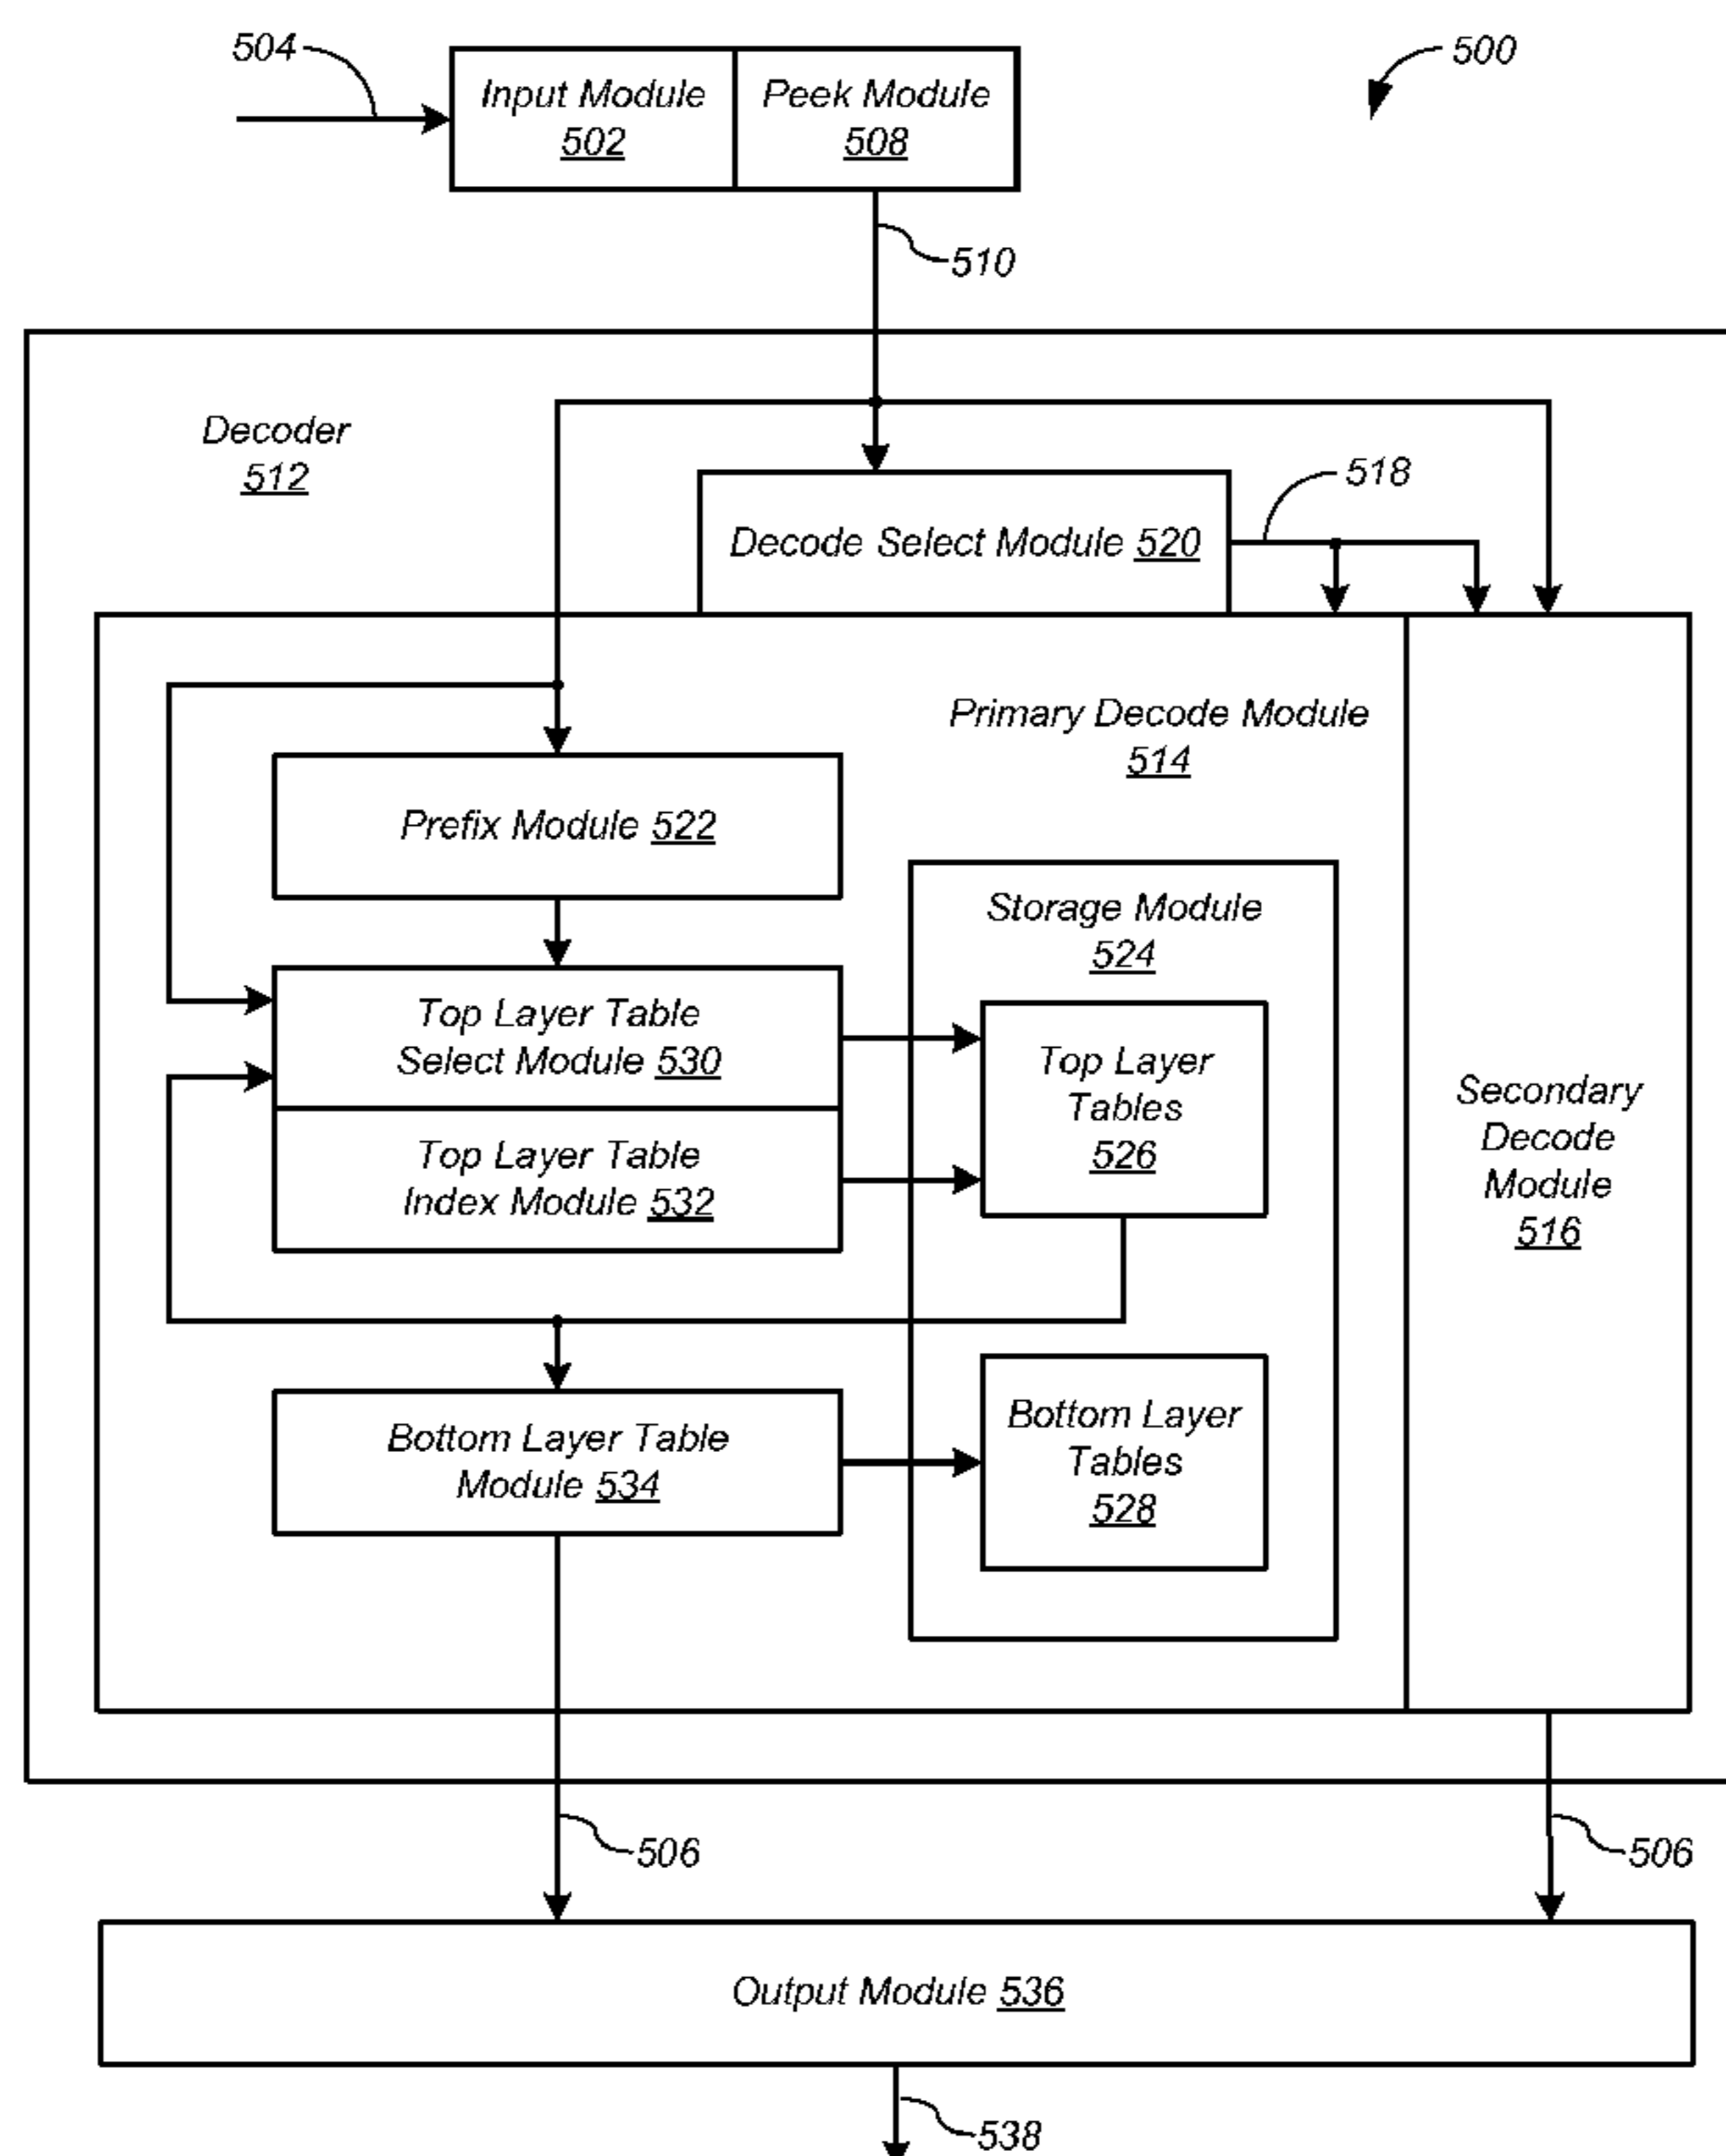 504
500
Input Module
502
Peek Module
508
510
Decoder
512
518
Decode Select Module 520
Primary Decode Module
514
Prefix Module 522
Storage Module
524
Top Layer Table
Select Module 530
Top Layer
Tables
526
Secondary
Decode
Module
516
Top Layer Table
Index Module 532
Bottom Layer Table
Module 534
Bottom Layer
Tables
528
506
506
Output Module 536
538